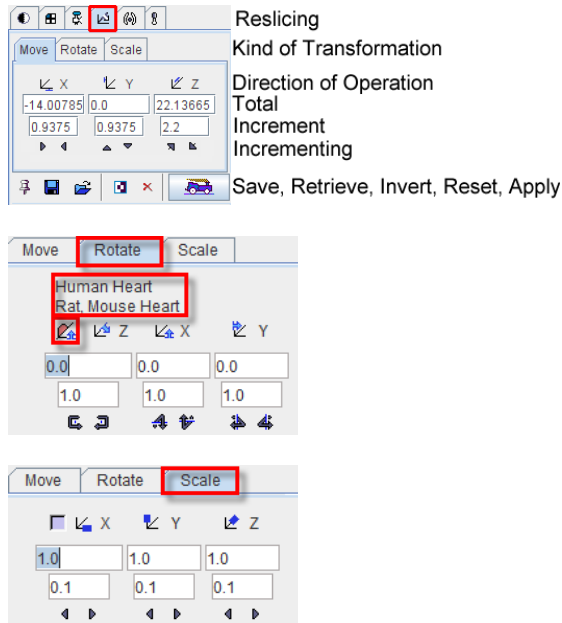 Reslicing
Move Rotate Scale Kind of Transformation
X Y Z Direction of Operation
-14.00785 0.0 22.13665 Total
0.9375 0.9375 2.2 Increment
Incrementing
Save, Retrieve, Invert, Reset, Apply
Move Rotate Scale
Human Heart
Rat, Mouse Heart
Z X Y
0.0 0.0 0.0
1.0 1.0 1.0
Move Rotate Scale
X Y Z
1.0 1.0 1.0
0.1 0.1 0.1